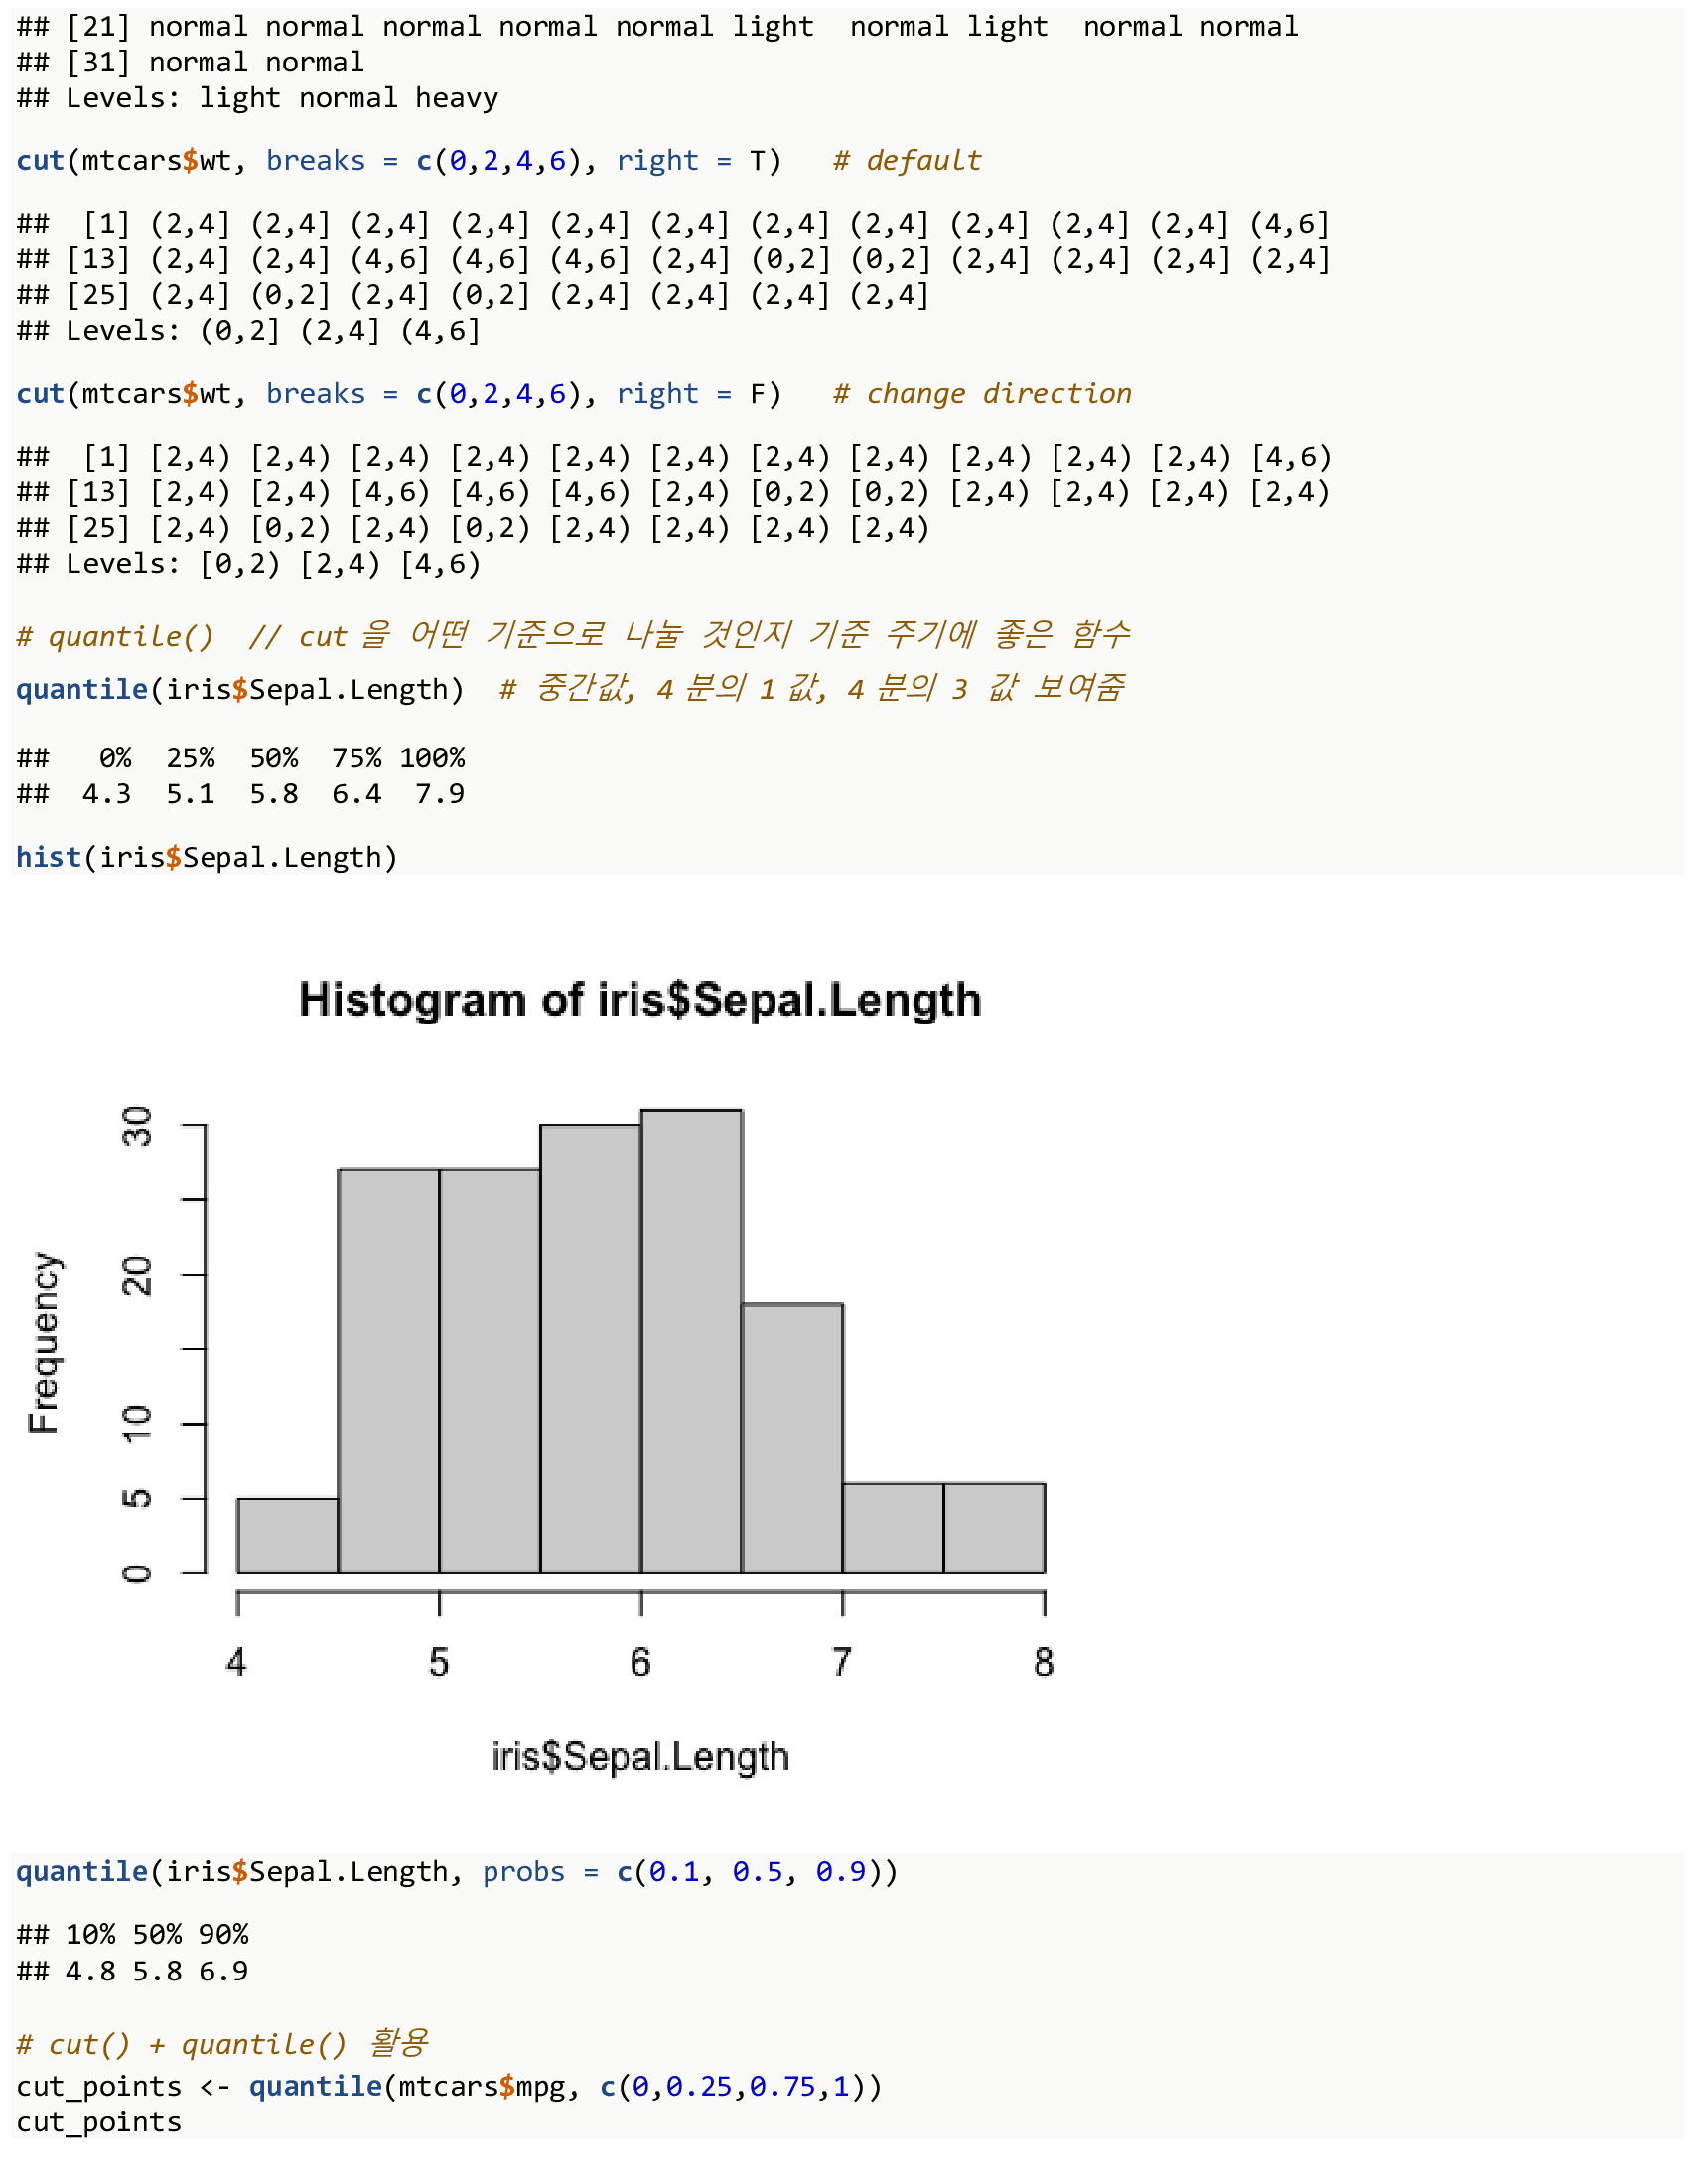 ## [21] normal normal normal normal normal light  normal light  normal normal
## [31] normal normal
## Levels: light normal heavy
cut(mtcars$wt, breaks = c(0,2,4,6), right = T)   # default
##  [1] (2,4] (2,4] (2,4] (2,4] (2,4] (2,4] (2,4] (2,4] (2,4] (2,4] (2,4] (4,6]
## [13] (2,4] (2,4] (4,6] (4,6] (4,6] (2,4] (0,2] (0,2] (2,4] (2,4] (2,4] (2,4]
## [25] (2,4] (0,2] (2,4] (0,2] (2,4] (2,4] (2,4] (2,4]
## Levels: (0,2] (2,4] (4,6]
cut(mtcars$wt, breaks = c(0,2,4,6), right = F)   # change direction
##  [1] [2,4) [2,4) [2,4) [2,4) [2,4) [2,4) [2,4) [2,4) [2,4) [2,4) [2,4) [4,6)
## [13] [2,4) [2,4) [4,6) [4,6) [4,6) [2,4) [0,2) [0,2) [2,4) [2,4) [2,4) [2,4)
## [25] [2,4) [0,2) [2,4) [0,2) [2,4) [2,4) [2,4) [2,4)
## Levels: [0,2) [2,4) [4,6)
# quantile()  // cut 을 어떤 기준으로 나눌 것인지 기준 주기에 좋은 함수
quantile(iris$Sepal.Length)  # 중간값, 4 분의 1 값, 4 분의 3 값 보여줌
##   0%  25%  50%  75% 100%
##  4.3  5.1  5.8  6.4  7.9
hist(iris$Sepal.Length)
Histogram of iris$Sepal.Length
30
20
10
5
0
Frequency
4 5 6 7 8
iris$Sepal.Length
quantile(iris$Sepal.Length, probs = c(0.1, 0.5, 0.9))
## 10% 50% 90%
## 4.8 5.8 6.9
# cut() + quantile() 활용
cut_points <- quantile(mtcars$mpg, c(0,0.25,0.75,1))
cut_points